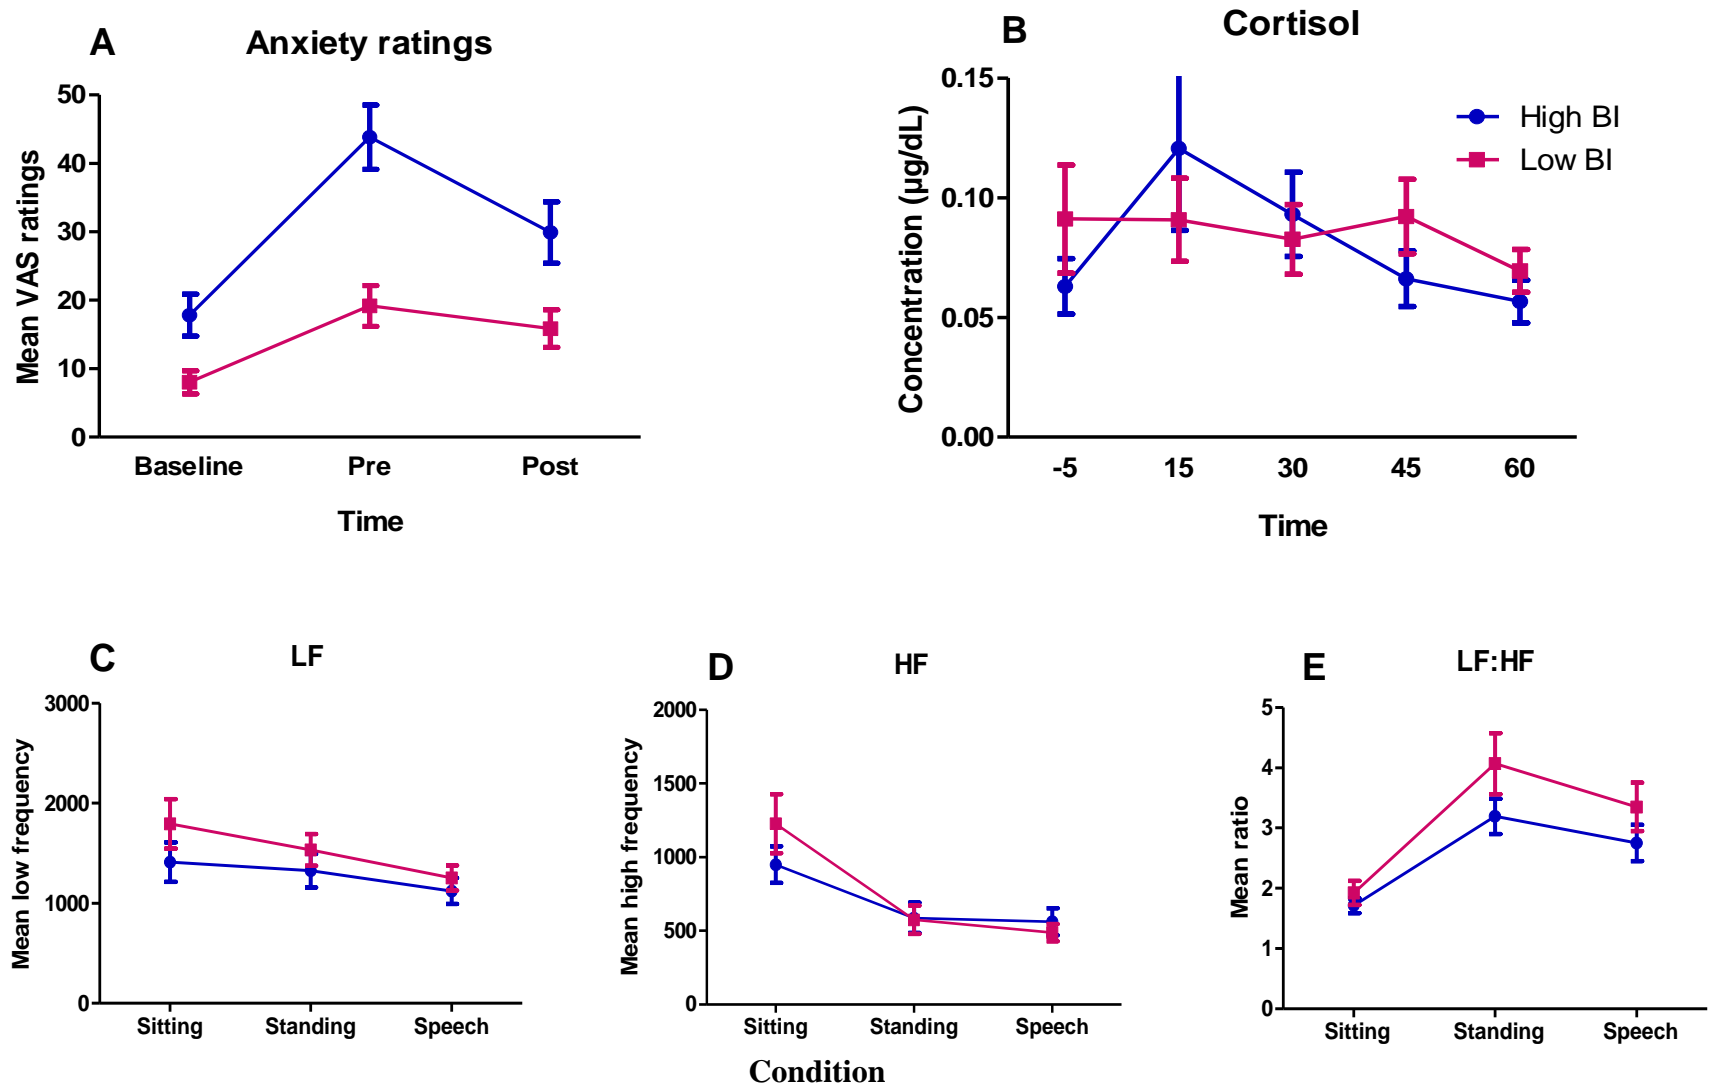 A
Anxiety ratings
50
40
30
20
10
0
Mean VAS ratings
Baseline Pre Post
Time
B
Cortisol
0.15
0.10
0.05
0.00
Concentration (µg/dL)
-5 15 30 45 60
Time
High BI
Low BI
C
LF
3000
2000
1000
0
Mean low frequency
Sitting Standing Speech
D
HF
2000
1500
1000
500
0
Mean high frequency
Sitting Standing Speech
Condition
E
LF:HF
5
4
3
2
1
0
Mean ratio
Sitting Standing Speech